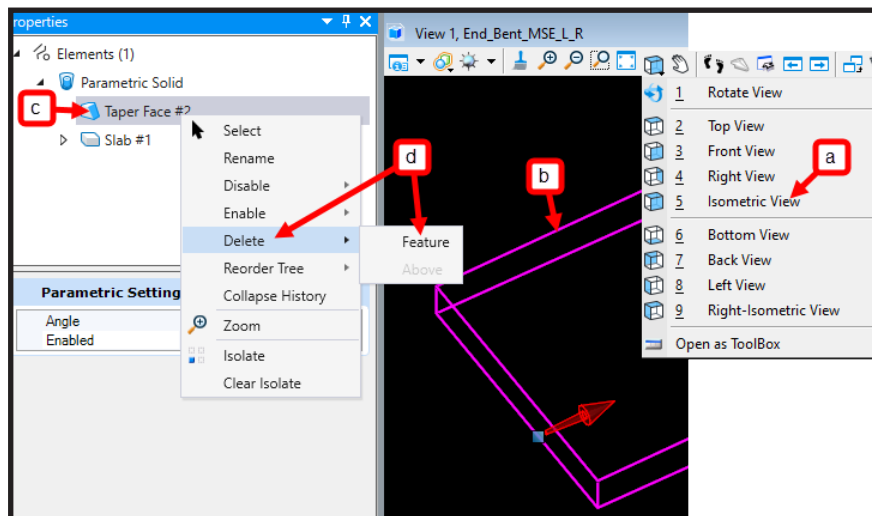 roperties
Elements (1)
Parametric Solid
c
Taper Face #2
Slab #1
Select
Rename
Disable
Enable
Delete
Reorder Tree
Collapse History
Zoom
Isolate
Clear Isolate
d
Feature
Above
Parametric Setting
Angle
Enabled
View 1, End_Bent_MSE_L_R
b
1 Rotate View
2 Top View
3 Front View
4 Right View
5 Isometric View
a
6 Bottom View
7 Back View
8 Left View
9 Right-Isometric View
Open as ToolBox